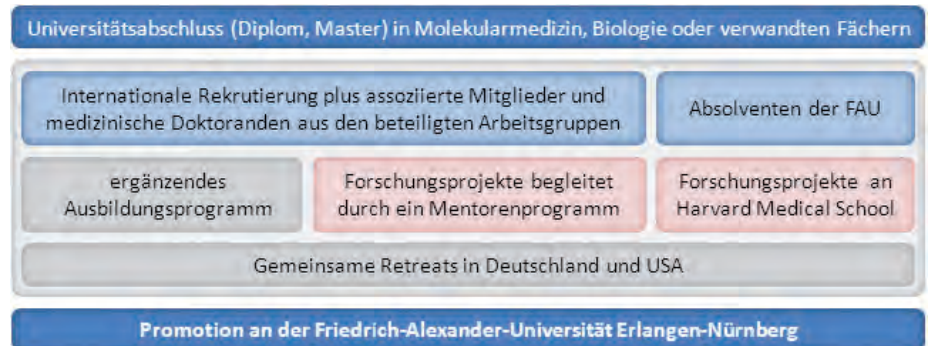 Universitätsabschluss (Diplom, Master) in Molekularmedizin, Biologie oder verwandten Fächern
Internationale Rekrutierung plus assoziierte Mitglieder und
medizinische Doktoranden aus den beteiligten Arbeitsgruppen
Absolventen der FAU
ergänzendes
Ausbildungsprogramm
Forschungsprojekte begleitet
durch ein Mentorenprogramm
Forschungsprojekte an
Harvard Medical School
Gemeinsame Retreats in Deutschland und USA
Promotion an der Friedrich-Alexander-Universität Erlangen-Nürnberg